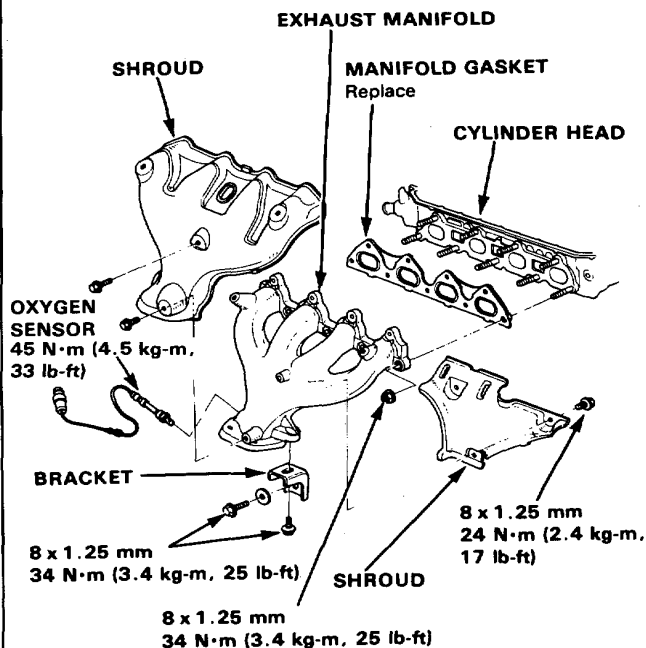 EXHAUST MANIFOLD
SHROUD
MANIFOLD GASKET
Replace
CYLINDER HEAD
OXYGEN
SENSOR
45 N·m (4.5 kg-m,
33 lb-ft)
BRACKET
8 x 1.25 mm
34 N·m (3.4 kg-m, 25 lb-ft)
8 x 1.25 mm
24 N·m (2.4 kg-m,
17 lb-ft)
SHROUD
8 x 1.25 mm
34 N·m (3.4 kg-m, 25 lb-ft)